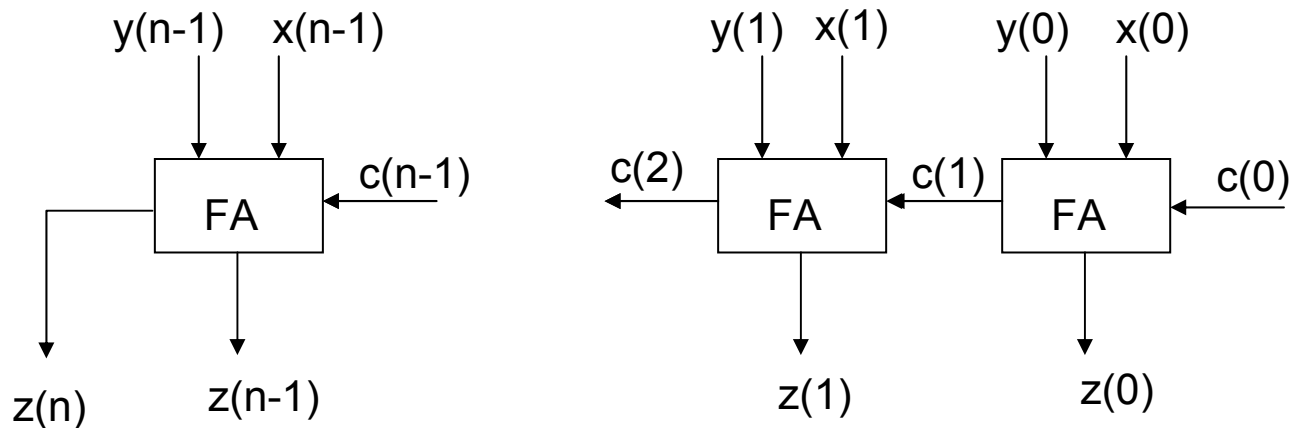 y(n-1) x(n-1) y(1) x(1) y(0) x(0)
c(n-1) c(2) c(1) c(0)
FA FA FA
z(n) z(n-1) z(1) z(0)